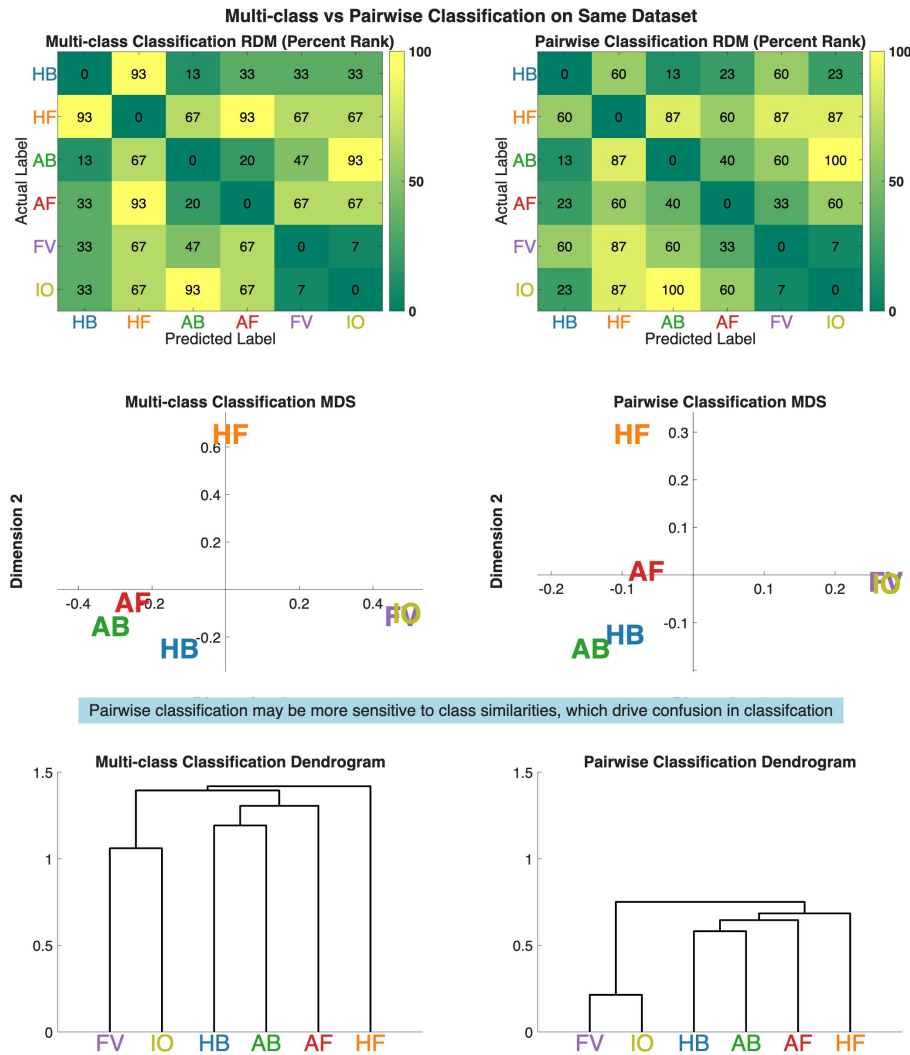 Multi-class vs Pairwise Classification on Same Dataset
Multi-class Classification RDM (Percent Rank)
Actual Label
HB 0 93 13 33 33 33
HF 93 0 67 93 67 67
AB 13 67 0 20 47 93
AF 33 93 20 0 67 67
FV 33 67 47 67 0 7
IO 33 67 93 67 7 0
HB HF AB AF FV IO
Predicted Label
100
50
0
Pairwise Classification RDM (Percent Rank)
Actual Label
HB 0 60 13 23 60 23
HF 60 0 87 60 87 87
AB 13 87 0 40 60 100
AF 23 60 40 0 33 60
FV 60 87 60 33 0 7
IO 23 87 100 60 7 0
HB HF AB AF FV IO
Predicted Label
100
50
0
Multi-class Classification MDS
Dimension 2
HF
0.6
0.4
0.2
-0.4 -0.2 0.2 0.4
AF
AB
HB
FV IO
-0.2
Pairwise Classification MDS
Dimension 2
HF
0.3
0.2
0.1
AF
-0.2 -0.1 0.1 0.2
FV
IO
-0.1
HB
AB
Pairwise classification may be more sensitive to class similarities, which drive confusion in classifcation
Multi-class Classification Dendrogram
1.5
1
0.5
0
FV IO HB AB AF HF
Pairwise Classification Dendrogram
1.5
1
0.5
0
FV IO HB AB AF HF